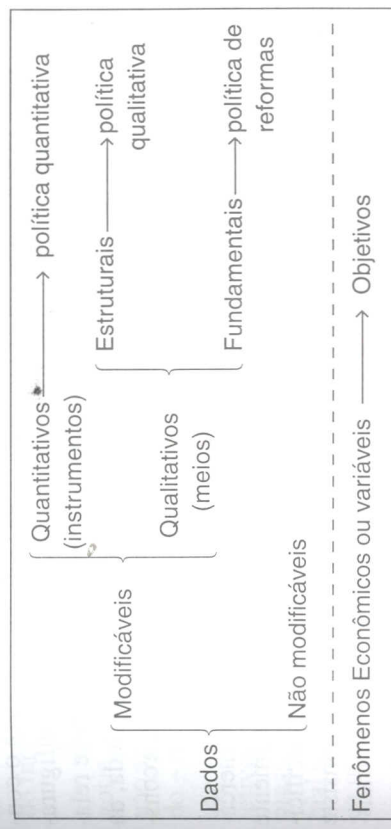 Dados
Modificáveis
Quantitativos → política quantitativa
(instrumentos)
Qualitativos
(meios)
Estruturais → política
qualitativa
Fundamentais → política de
reformas
Não modificáveis
Fenômenos Econômicos ou variáveis → Objetivos